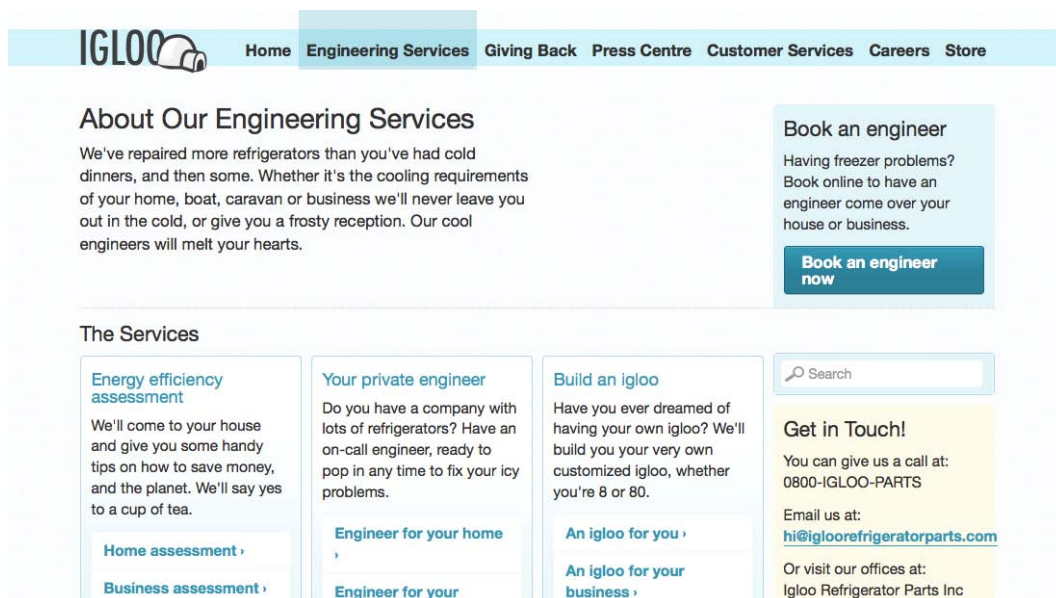 IGLOO
Home Engineering Services Giving Back Press Centre Customer Services Careers Store
About Our Engineering Services
We've repaired more refrigerators than you've had cold
dinners, and then some. Whether it's the cooling requirements
of your home, boat, caravan or business we'll never leave you
out in the cold, or give you a frosty reception. Our cool
engineers will melt your hearts.
Book an engineer
Having freezer problems?
Book online to have an
engineer come over your
house or business.
Book an engineer
now
The Services
Energy efficiency
assessment
We'll come to your house
and give you some handy
tips on how to save money,
and the planet. We'll say yes
to a cup of tea.
Home assessment ›
Business assessment ›
Your private engineer
Do you have a company with
lots of refrigerators? Have an
on-call engineer, ready to
pop in any time to fix your icy
problems.
Engineer for your home
›
Engineer for your
Build an igloo
Have you ever dreamed of
having your own igloo? We'll
build you your very own
customized igloo, whether
you're 8 or 80.
An igloo for you ›
An igloo for your
business ›
Search
Get in Touch!
You can give us a call at:
0800-IGLOO-PARTS
Email us at:
hi@igloorefrigeratorparts.com
Or visit our offices at:
Igloo Refrigerator Parts Inc